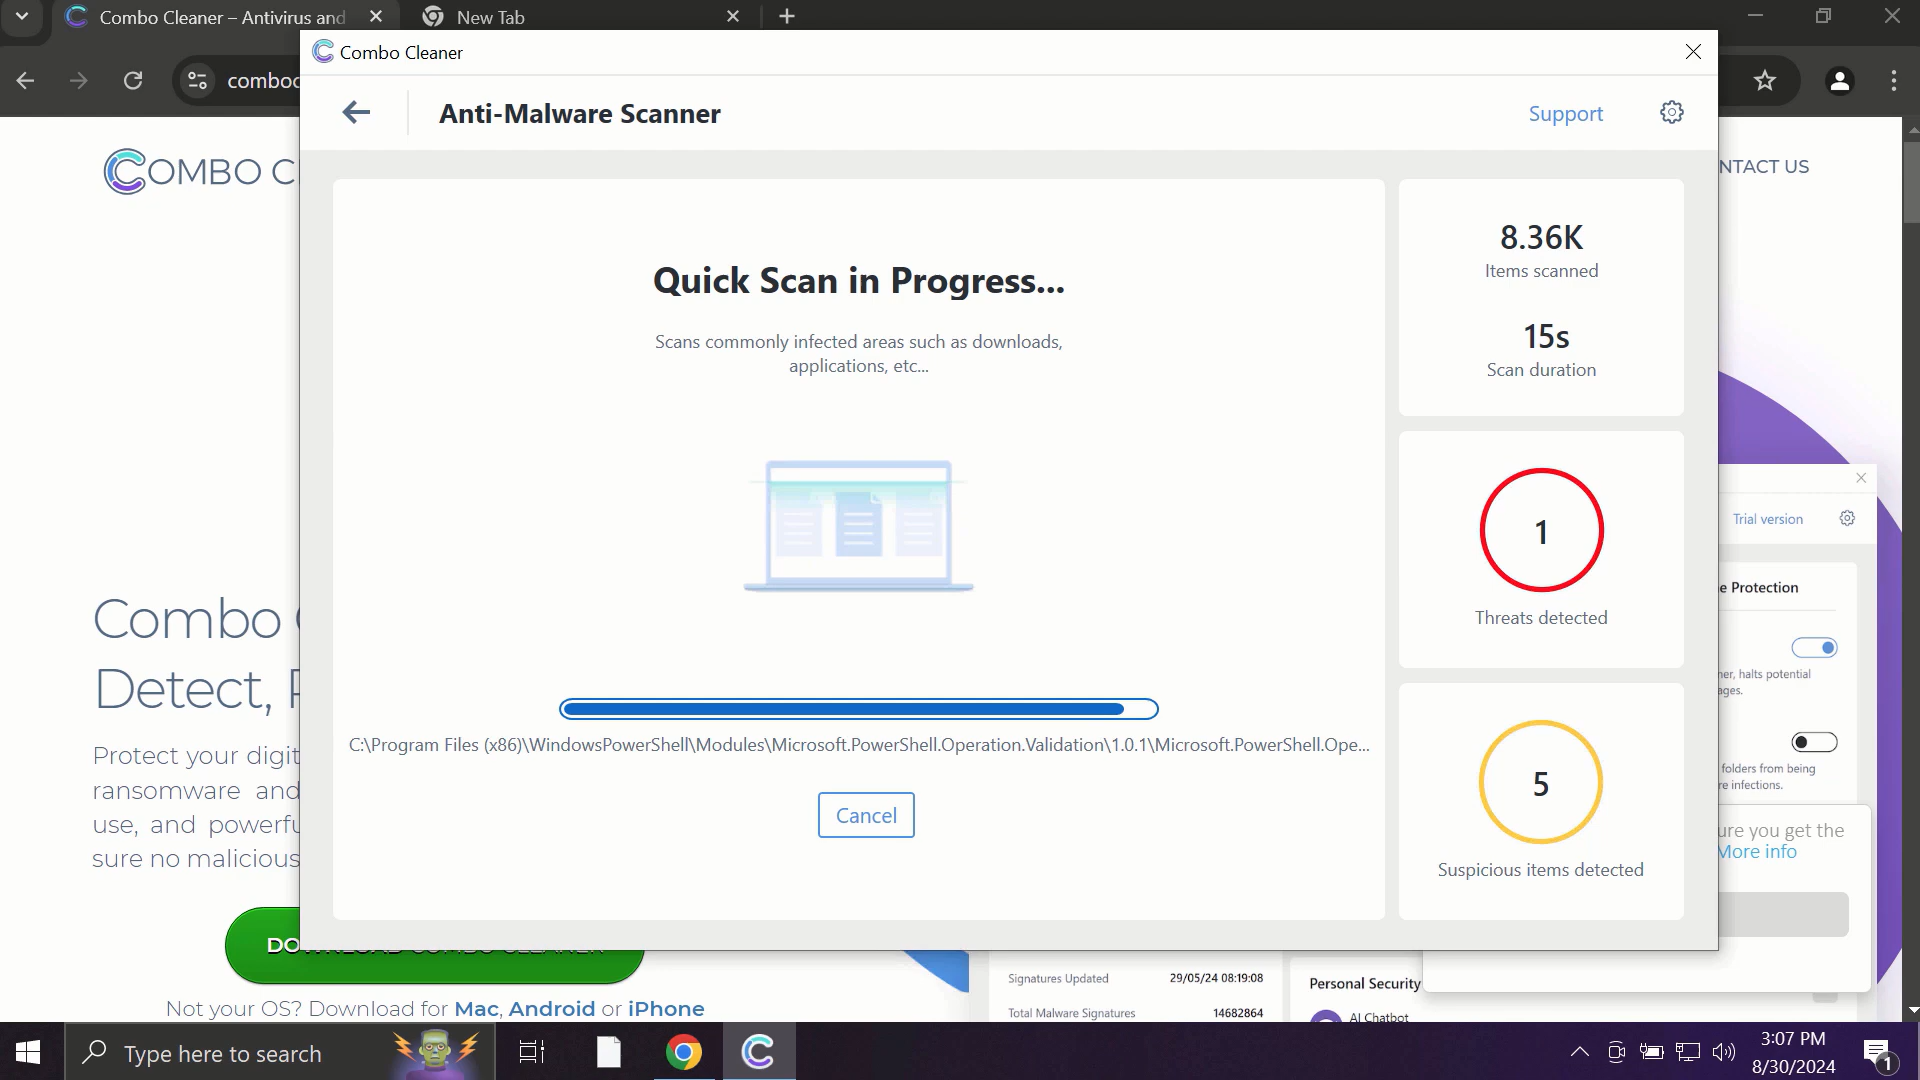 Combo Cleaner – Antivirus and
New Tab
Combo Cleaner
Anti-Malware Scanner
Support
NTACT US
COMBO C
Quick Scan in Progress...
Scans commonly infected areas such as downloads,
applications, etc...
8.36K
Items scanned
15s
Scan duration
1
Threats detected
5
Suspicious items detected
C:\Program Files (x86)\WindowsPowerShell\Modules\Microsoft.PowerShell.Operation.Validation\1.0.1\Microsoft.PowerShell.Ope...
Cancel
Trial version
e Protection
ner, halts potential
ages.
folders from being
re infections.
ure you get the
More info
Combo
Detect,
Protect your digit
ransomware and
use, and powerfu
sure no malicious
DOWNLOAD COMBO CLEANER
Not your OS? Download for Mac, Android or iPhone
Signatures Updated 29/05/24 08:19:08
Total Malware Signatures 14682864
Personal Security
AI Chatbot
Type here to search
3:07 PM
8/30/2024
1